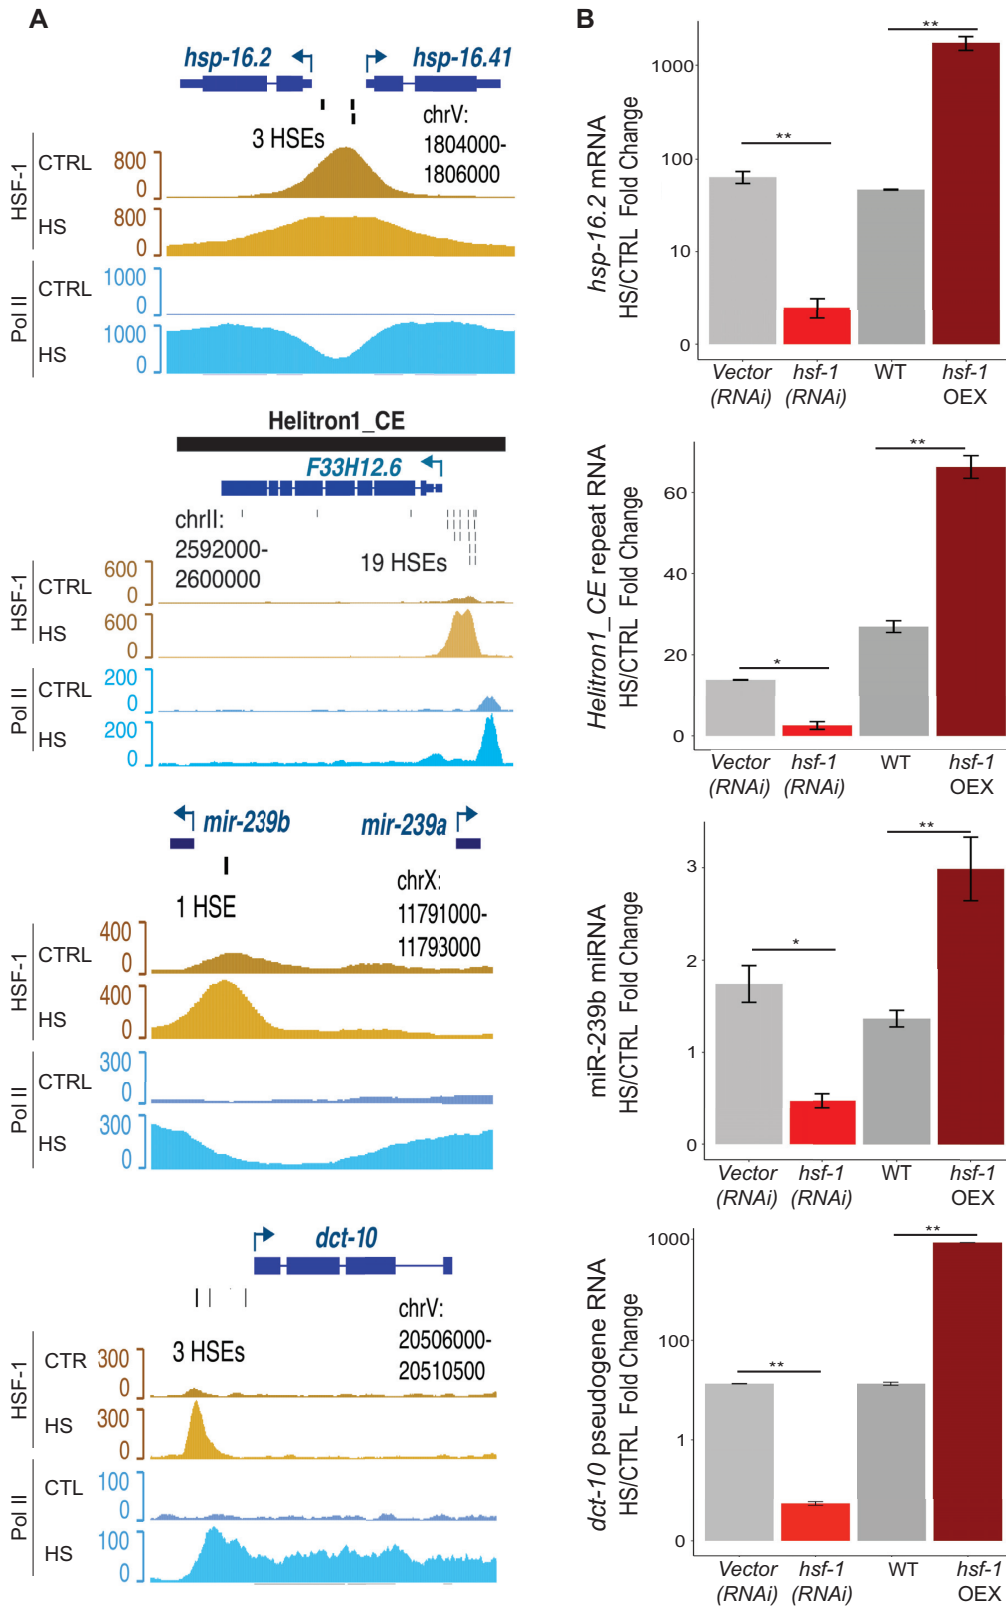 A
hsp-16.2
hsp-16.41
3 HSEs
chrV:
1804000-
1806000
HSF-1
CTRL
800
0
HS
800
0
Pol II
CTRL
1000
0
HS
1000
0
Helitron1_CE
F33H12.6
chrII:
2592000-
2600000
19 HSEs
HSF-1
CTRL
600
0
HS
600
0
Pol II
CTRL
200
0
HS
200
0
mir-239b
mir-239a
1 HSE
chrX:
11791000-
11793000
HSF-1
CTRL
400
0
HS
400
0
Pol II
CTRL
300
0
HS
300
0
dct-10
3 HSEs
chrV:
20506000-
20510500
HSF-1
CTR
300
0
HS
300
0
Pol II
CTL
100
0
HS
100
0
B
hsp-16.2 mRNA
HS/CTRL Fold Change
1000
100
10
0
**
**
Vector
(RNAi)
hsf-1
(RNAi)
WT
hsf-1
OEX
Helitron1_CE repeat RNA
HS/CTRL Fold Change
60
40
20
0
*
**
Vector
(RNAi)
hsf-1
(RNAi)
WT
hsf-1
OEX
miR-239b miRNA
HS/CTRL Fold Change
3
2
1
0
*
**
Vector
(RNAi)
hsf-1
(RNAi)
WT
hsf-1
OEX
dct-10 pseudogene RNA
HS/CTRL Fold Change
1000
100
1
0
**
**
Vector
(RNAi)
hsf-1
(RNAi)
WT
hsf-1
OEX